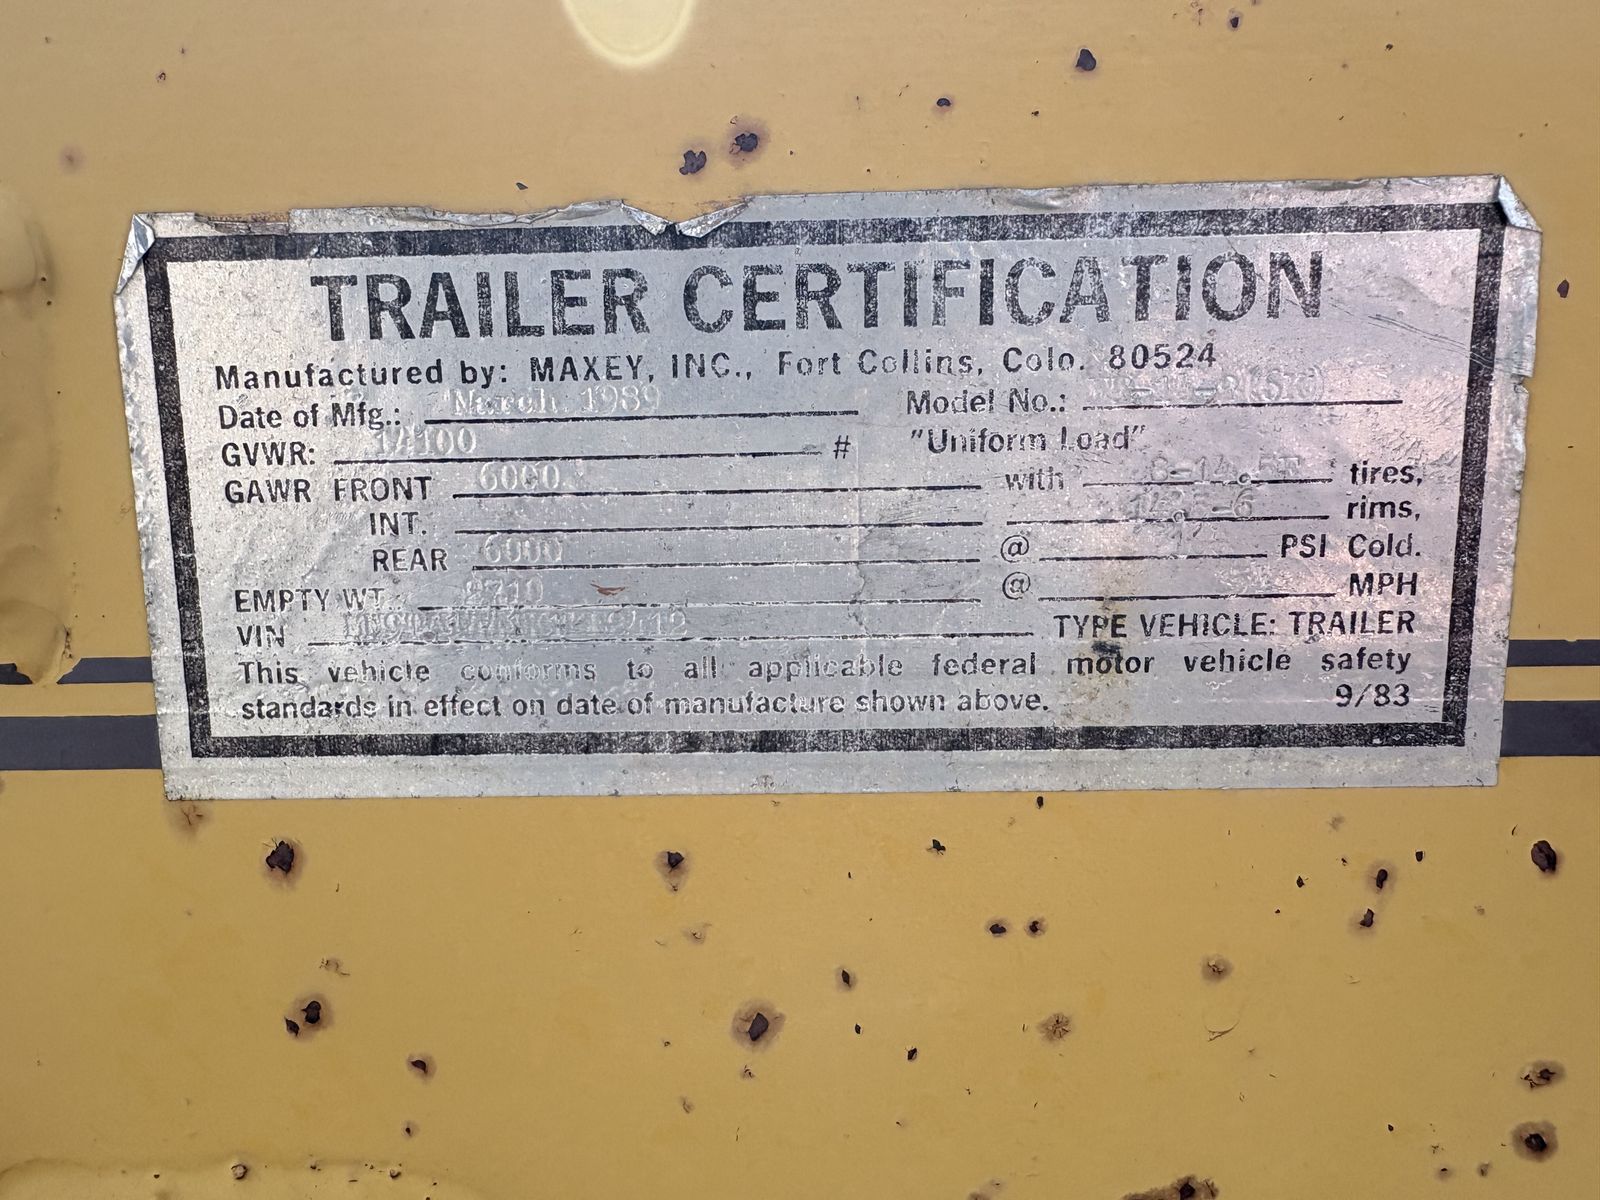 TRAILER CERTIFICATION
Manufactured by: MAXEY, INC., Fort Collins, Colo. 80524
Date of Mfg.: March 1989 Model No.:
GVWR: 14100 # "Uniform Load"
GAWR FRONT 6000 with tires,
INT. rims,
REAR 6000 @ PSI Cold.
EMPTY WT. @ MPH
VIN TYPE VEHICLE: TRAILER
This vehicle conforms to all applicable federal motor vehicle safety
standards in effect on date of manufacture shown above. 9/83